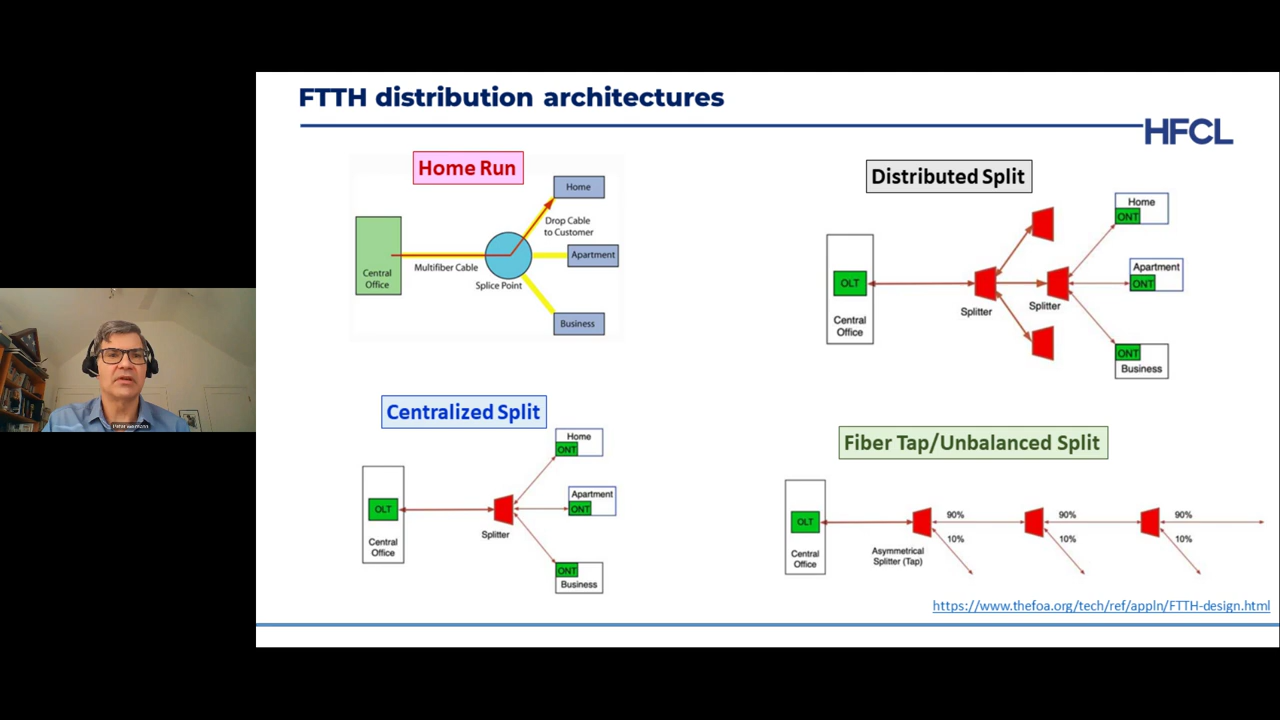 FTTH distribution architectures
HFCL
Home Run
Home
Drop Cable
to Customer
Central
Office
Multifiber Cable
Splice Point
Apartment
Business
Distributed Split
OLT
Central
Office
Splitter
Splitter
Home
ONT
Apartment
ONT
ONT
Business
Centralized Split
OLT
Central
Office
Splitter
Home
ONT
Apartment
ONT
ONT
Business
Fiber Tap/Unbalanced Split
OLT
Central
Office
Asymmetrical
Splitter (Tap)
90%
10%
90%
10%
90%
10%
https://www.thefoa.org/tech/ref/appln/FTTH-design.html